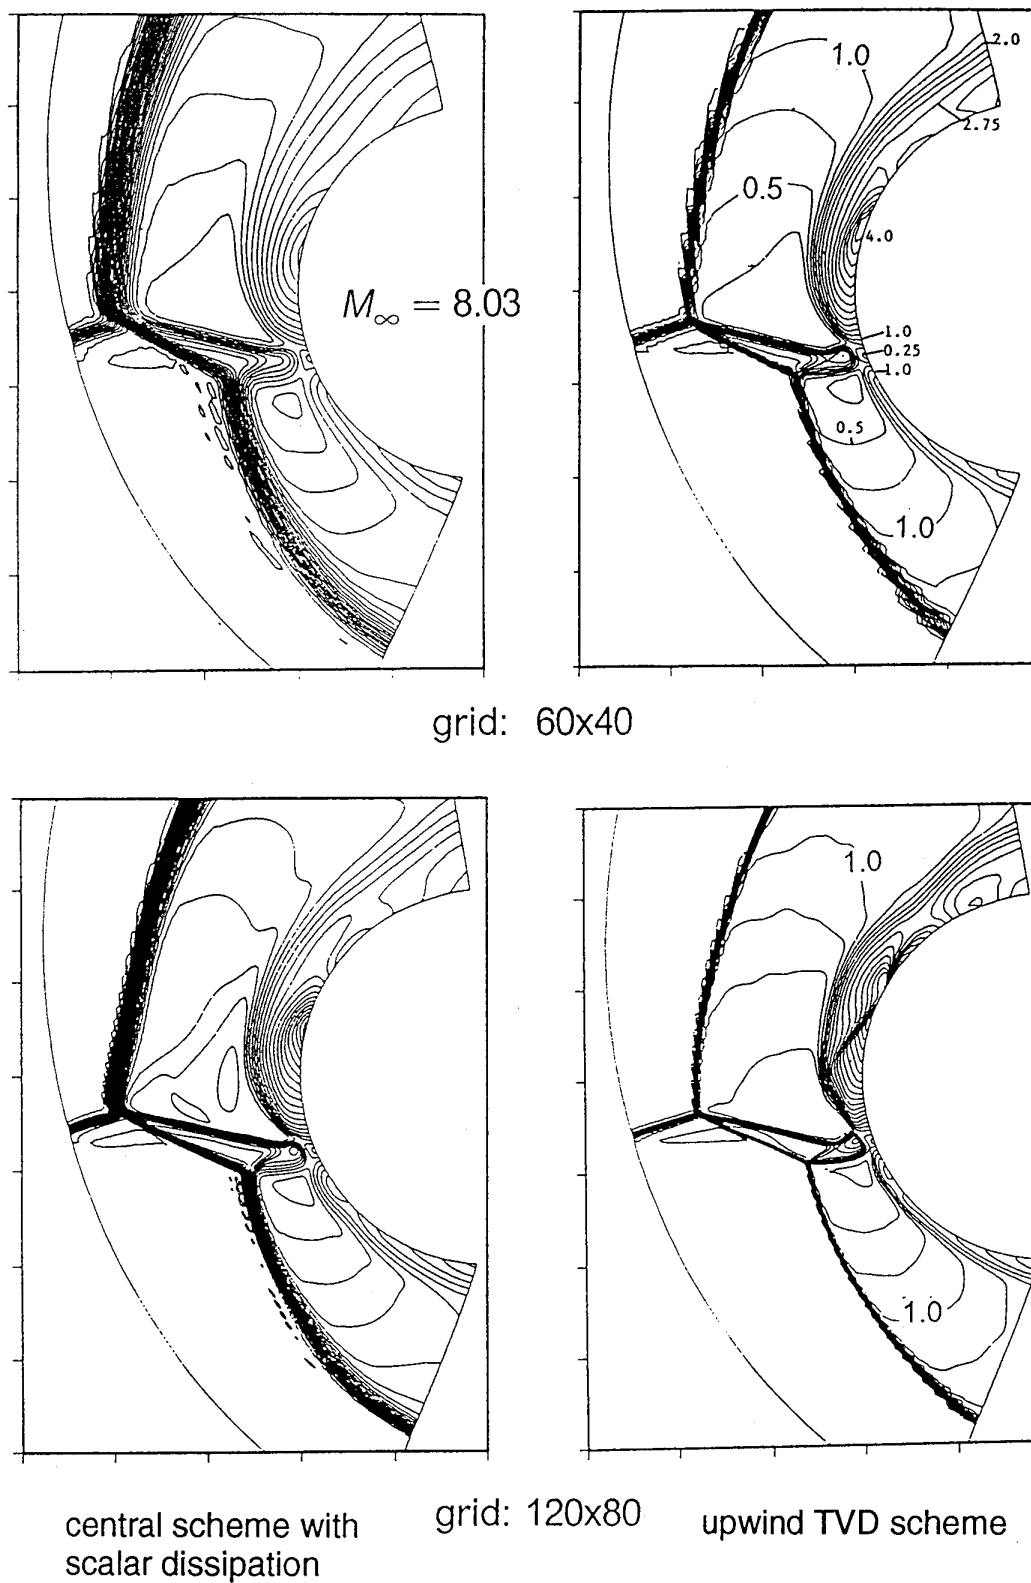 1.0
2.0
2.75
0.5
4.0
M∞ = 8.03
1.0
0.25
1.0
0.5
1.0
grid: 60x40
1.0
1.0
central scheme with
scalar dissipation
grid: 120x80
upwind TVD scheme